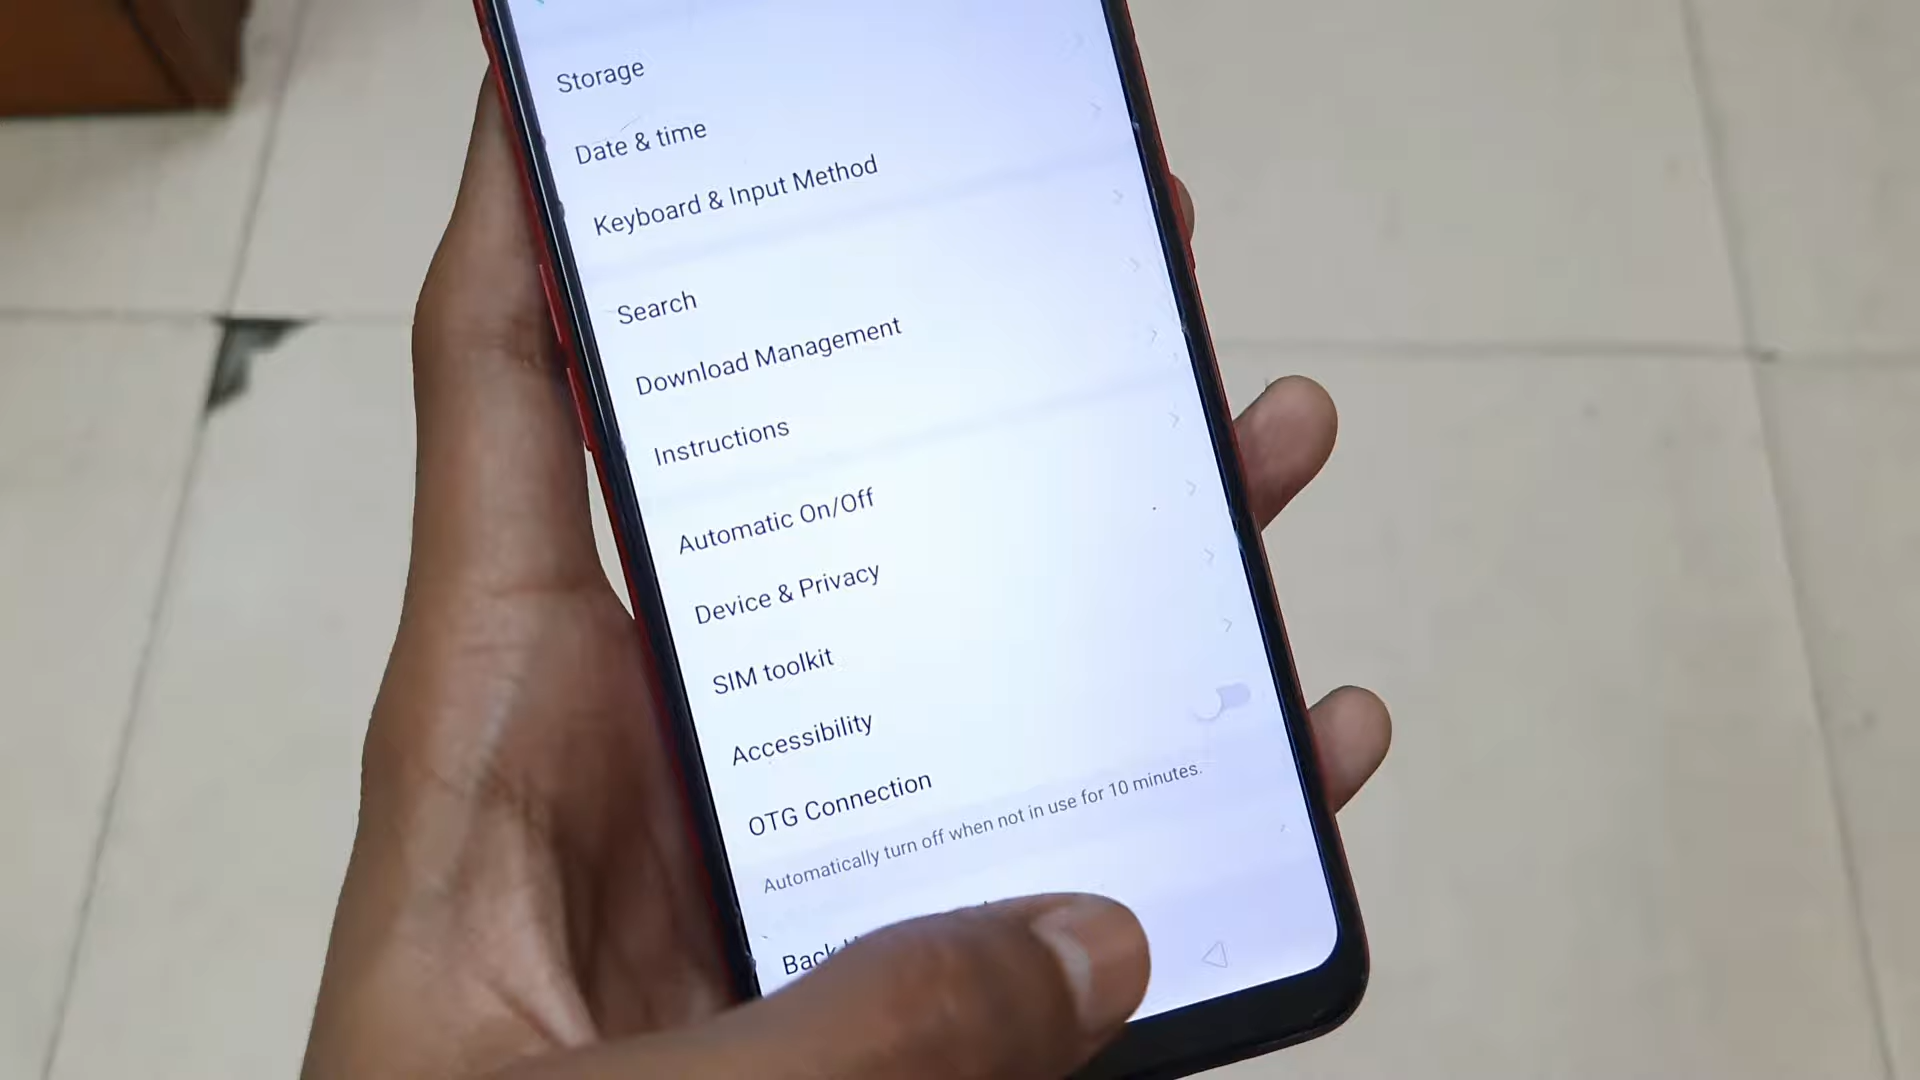 Storage
Date & time
Keyboard & Input Method
Search
Download Management
Instructions
Automatic On/Off
Device & Privacy
SIM toolkit
Accessibility
OTG Connection
Automatically turn off when not in use for 10 minutes.
Back